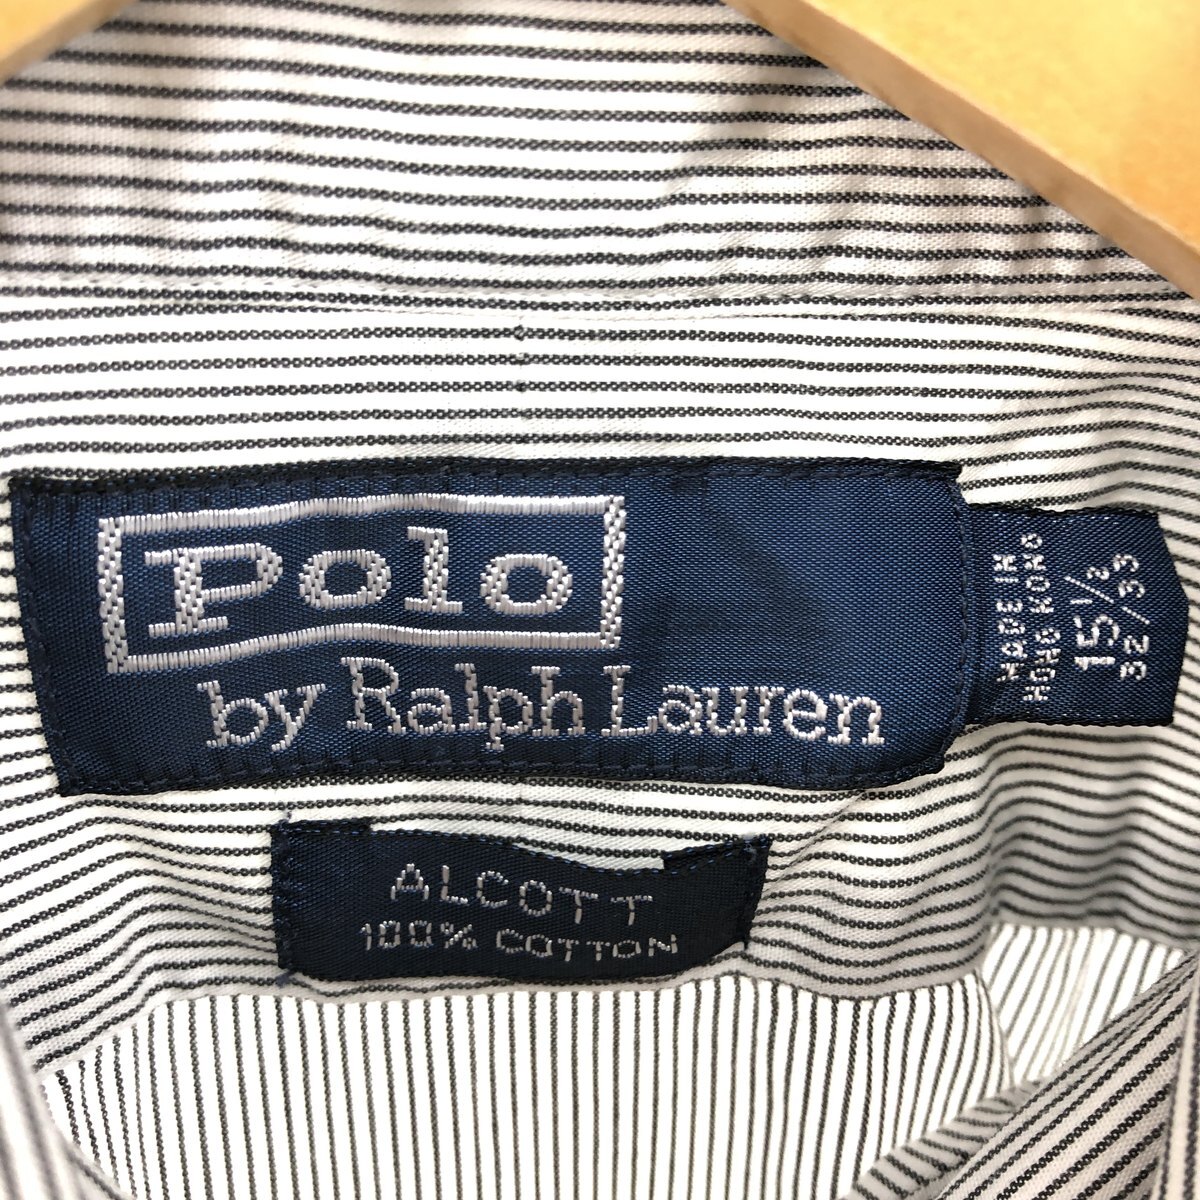 Polo
by Ralph Lauren
MADE IN
HONG KONG
15 1/2
32/33
ALCOTT
100% COTTON